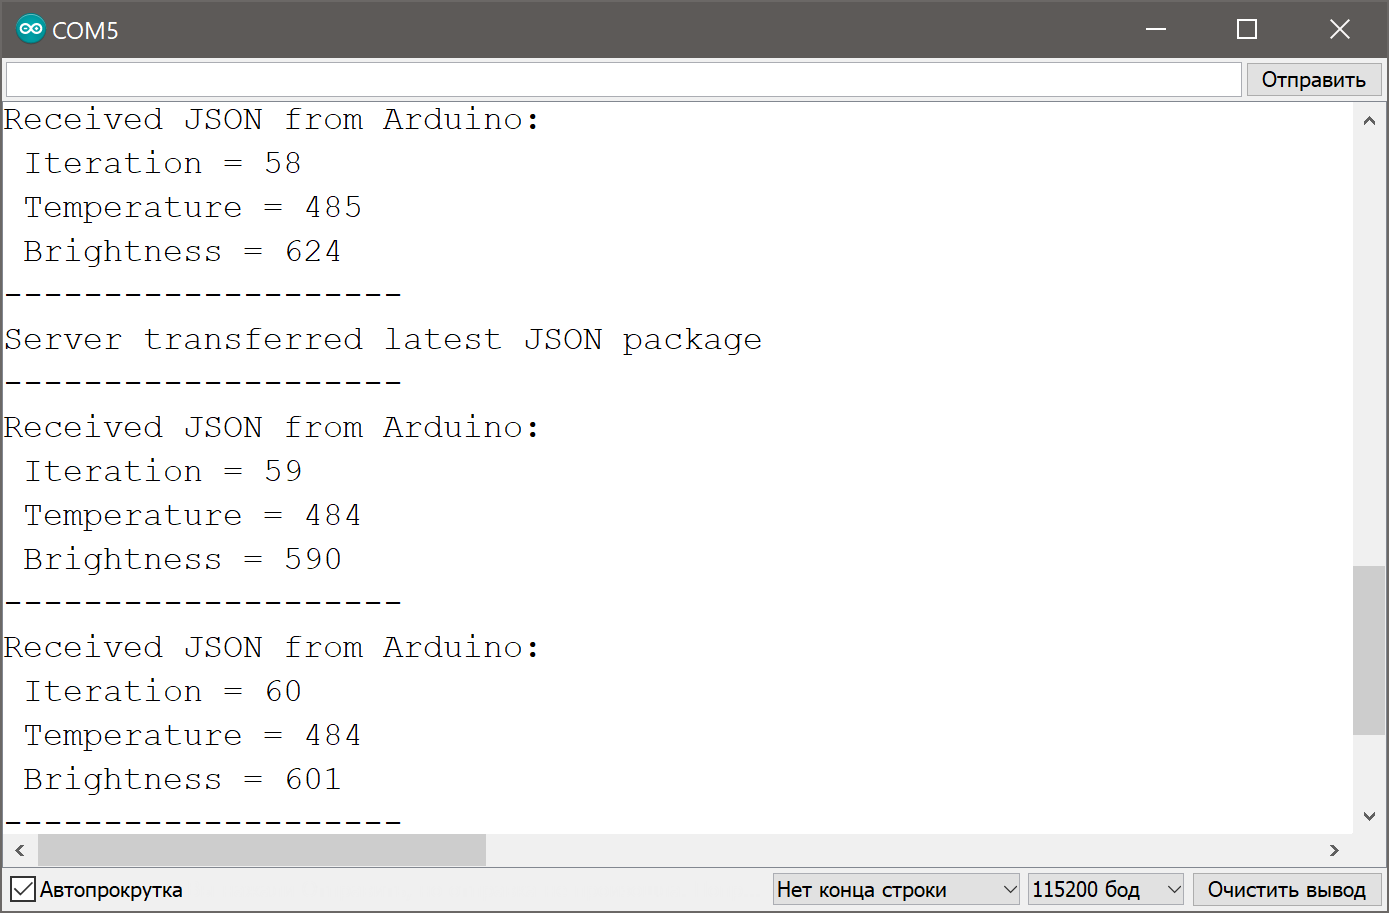 COM5
Отправить
Received JSON from Arduino:
Iteration = 58
Temperature = 485
Brightness = 624
--------------------
Server transferred latest JSON package
--------------------
Received JSON from Arduino:
Iteration = 59
Temperature = 484
Brightness = 590
--------------------
Received JSON from Arduino:
Iteration = 60
Temperature = 484
Brightness = 601
--------------------
Автопрокрутка Нет конца строки 115200 бод Очистить вывод